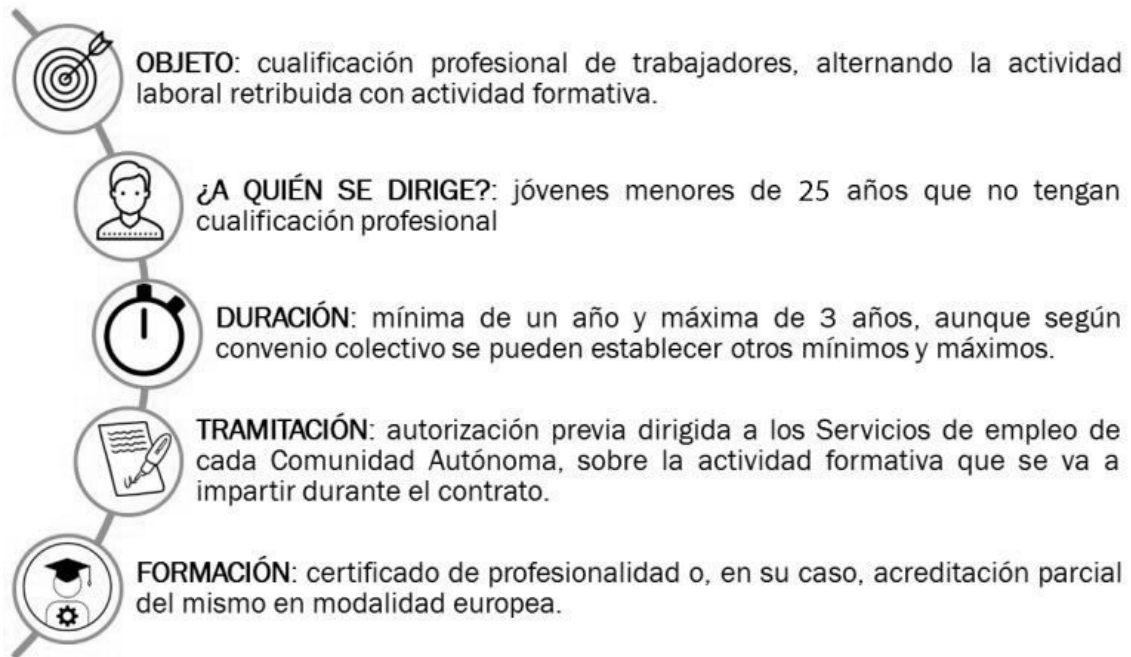 OBJETO: cualificación profesional de trabajadores, alternando la actividad
laboral retribuida con actividad formativa.
¿A QUIÉN SE DIRIGE?: jóvenes menores de 25 años que no tengan
cualificación profesional
DURACIÓN: mínima de un año y máxima de 3 años, aunque según
convenio colectivo se pueden establecer otros mínimos y máximos.
TRAMITACIÓN: autorización previa dirigida a los Servicios de empleo de
cada Comunidad Autónoma, sobre la actividad formativa que se va a
impartir durante el contrato.
FORMACIÓN: certificado de profesionalidad o, en su caso, acreditación parcial
del mismo en modalidad europea.